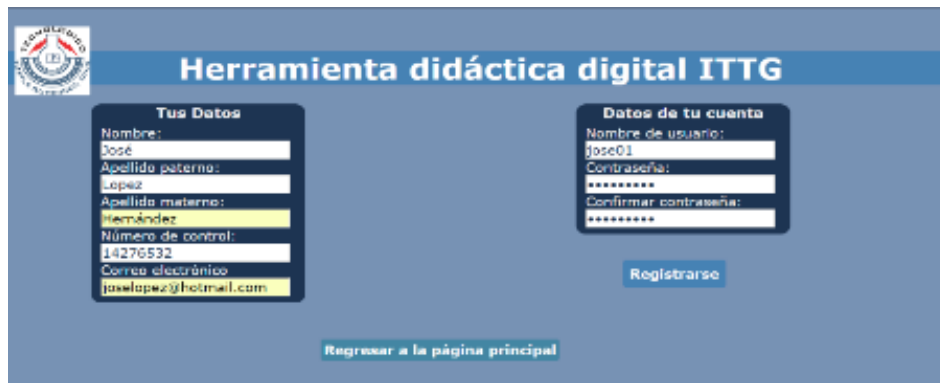 Herramienta didáctica digital ITTG
Tus Datos
Nombre:
José
Apellido paterno:
Lopez
Apellido materno:
Hernández
Número de control:
14276532
Correo electrónico
joselopez@hotmail.com
Datos de tu cuenta
Nombre de usuario:
jose01
Contraseña:
•••••••••
Confirmar contraseña:
•••••••••
Registrarse
Regresar a la página principal